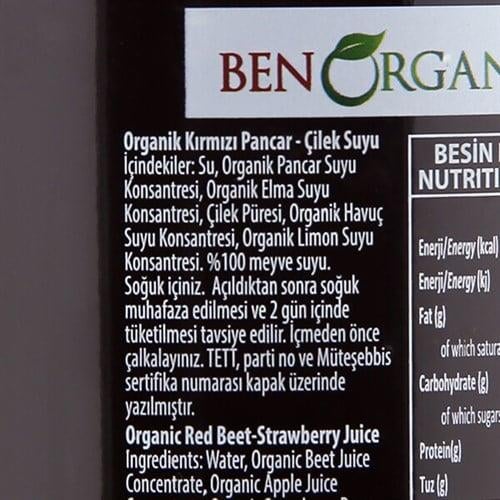 BEN ORGAN
Organik Kırmızı Pancar - Çilek Suyu
İçindekiler: Su, Organik Pancar Suyu
Konsantresi, Organik Elma Suyu
Konsantresi, Çilek Püresi, Organik Havuç
Suyu Konsantresi, Organik Limon Suyu
Konsantresi. %100 meyve suyu.
Soğuk içiniz. Açıldıktan sonra soğuk
muhafaza edilmesi ve 2 gün içinde
tüketilmesi tavsiye edilir. İçmeden önce
çalkalayınız. TETT, parti no ve Müteşebbis
sertifika numarası kapak üzerinde
yazılmıştır.
Organic Red Beet-Strawberry Juice
Ingredients: Water, Organic Beet Juice
Concentrate, Organic Apple Juice
BESİN
NUTRITI
Enerji/Energy (kcal)
Enerji/Energy (kj)
Fat (g)
of which satura
Carbohydrate (g)
of which sugars
Protein(g)
Tuz (g)